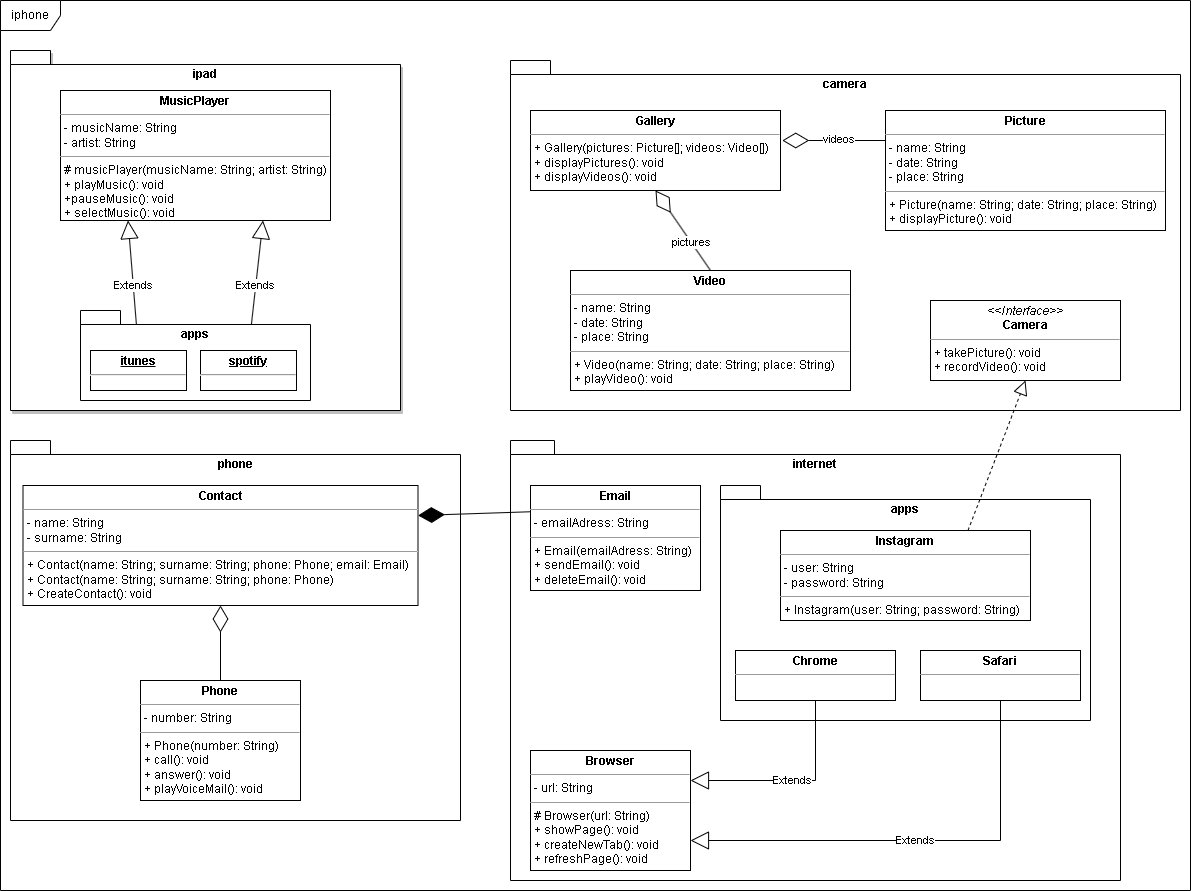 iphone
ipad
MusicPlayer
- musicName: String
- artist: String
# musicPlayer(musicName: String; artist: String)
+ playMusic(): void
+pauseMusic(): void
+ selectMusic(): void
Extends
Extends
apps
itunes
spotify
camera
Gallery
+ Gallery(pictures: Picture[]; videos: Video[])
+ displayPictures(): void
+ displayVideos(): void
videos
Picture
- name: String
- date: String
- place: String
+ Picture(name: String; date: String; place: String)
+ displayPicture(): void
pictures
Video
- name: String
- date: String
- place: String
+ Video(name: String; date: String; place: String)
+ playVideo(): void
<<Interface>>
Camera
+ takePicture(): void
+ recordVideo(): void
phone
Contact
- name: String
- surname: String
+ Contact(name: String; surname: String; phone: Phone; email: Email)
+ Contact(name: String; surname: String; phone: Phone)
+ CreateContact(): void
Phone
- number: String
+ Phone(number: String)
+ call(): void
+ answer(): void
+ playVoiceMail(): void
internet
Email
- emailAdress: String
+ Email(emailAdress: String)
+ sendEmail(): void
+ deleteEmail(): void
apps
Instagram
- user: String
- password: String
+ Instagram(user: String; password: String)
Chrome
Safari
Browser
- url: String
# Browser(url: String)
+ showPage(): void
+ createNewTab(): void
+ refreshPage(): void
Extends
Extends